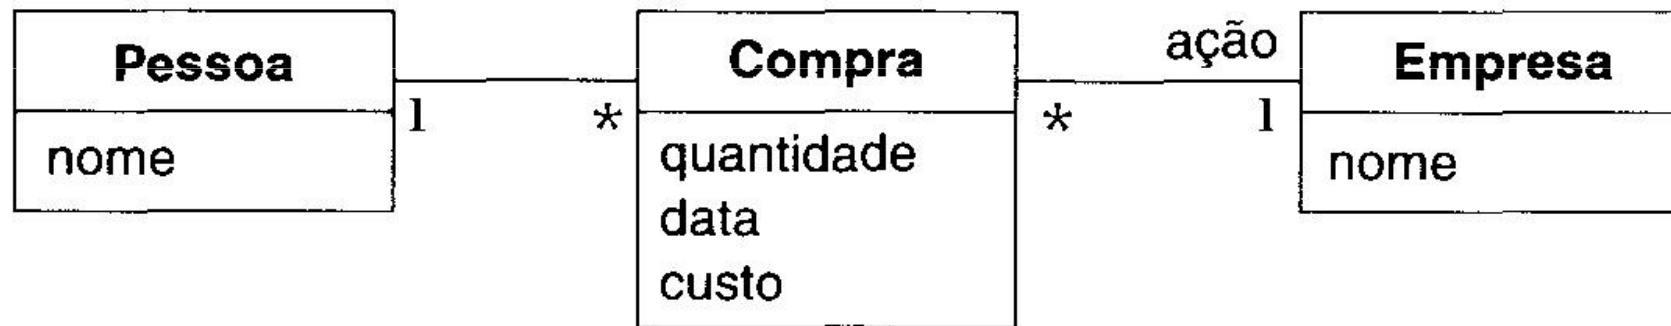 Pessoa
nome
1
*
Compra
quantidade
data
custo
*
ação
1
Empresa
nome